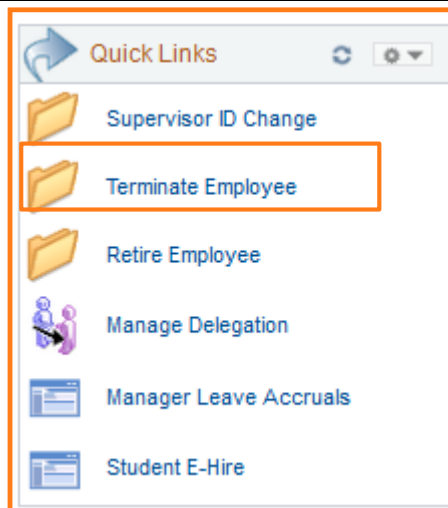 Quick Links
Supervisor ID Change
Terminate Employee
Retire Employee
Manage Delegation
Manager Leave Accruals
Student E-Hire